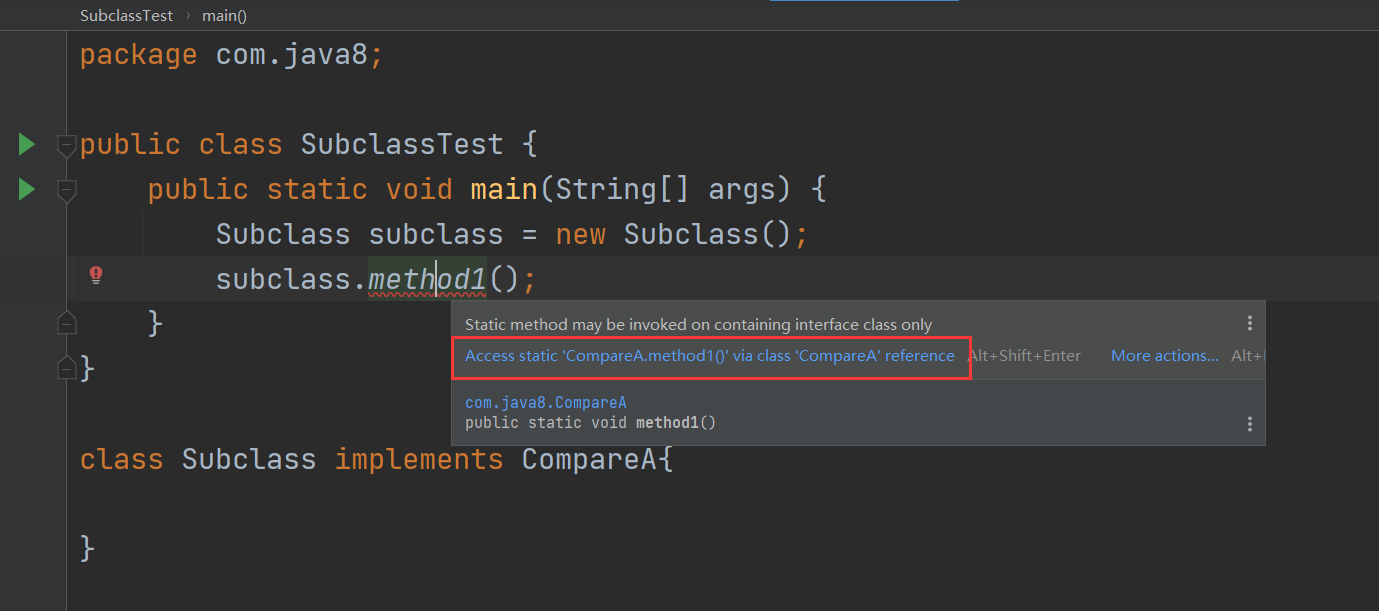 SubclassTest › main()
package com.java8;
public class SubclassTest {
public static void main(String[] args) {
Subclass subclass = new Subclass();
subclass.method1();
}
}
Static method may be invoked on containing interface class only
Access static 'CompareA.method1()' via class 'CompareA' reference Alt+Shift+Enter More actions... Alt+
com.java8.CompareA
public static void method1()
class Subclass implements CompareA{
}